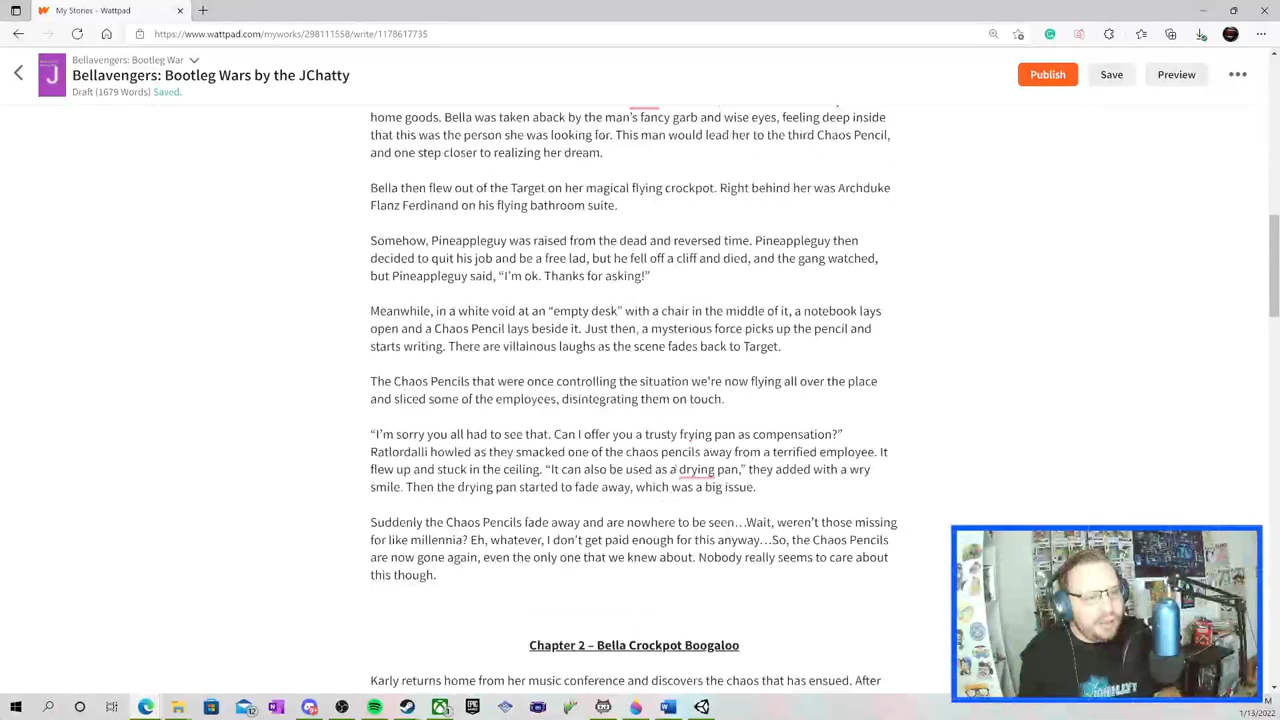 My Stories - Wattpad
https://www.wattpad.com/myworks/298111558/write/1178617735
Bellavengers: Bootleg War
Bellavengers: Bootleg Wars by the JChatty
Draft (1679 Words) Saved.
Publish
Save
Preview
home goods. Bella was taken aback by the man's fancy garb and wise eyes, feeling deep inside
that this was the person she was looking for. This man would lead her to the third Chaos Pencil,
and one step closer to realizing her dream.
Bella then flew out of the Target on her magical flying crockpot. Right behind her was Archduke
Flanz Ferdinand on his flying bathroom suite.
Somehow, Pineappleguy was raised from the dead and reversed time. Pineappleguy then
decided to quit his job and be a free lad, but he fell off a cliff and died, and the gang watched,
but Pineappleguy said, “I'm ok. Thanks for asking!”
Meanwhile, in a white void at an “empty desk” with a chair in the middle of it, a notebook lays
open and a Chaos Pencil lays beside it. Just then, a mysterious force picks up the pencil and
starts writing. There are villainous laughs as the scene fades back to Target.
The Chaos Pencils that were once controlling the situation we're now flying all over the place
and sliced some of the employees, disintegrating them on touch.
“I'm sorry you all had to see that. Can I offer you a trusty frying pan as compensation?”
Ratlordalli howled as they smacked one of the chaos pencils away from a terrified employee. It
flew up and stuck in the ceiling. “It can also be used as a drying pan,” they added with a wry
smile. Then the drying pan started to fade away, which was a big issue.
Suddenly the Chaos Pencils fade away and are nowhere to be seen…Wait, weren't those missing
for like millennia? Eh, whatever, I don't get paid enough for this anyway…So, the Chaos Pencils
are now gone again, even the only one that we knew about. Nobody really seems to care about
this though.
Chapter 2 – Bella Crockpot Boogaloo
Karly returns home from her music conference and discovers the chaos that has ensued. After
1/13/2022